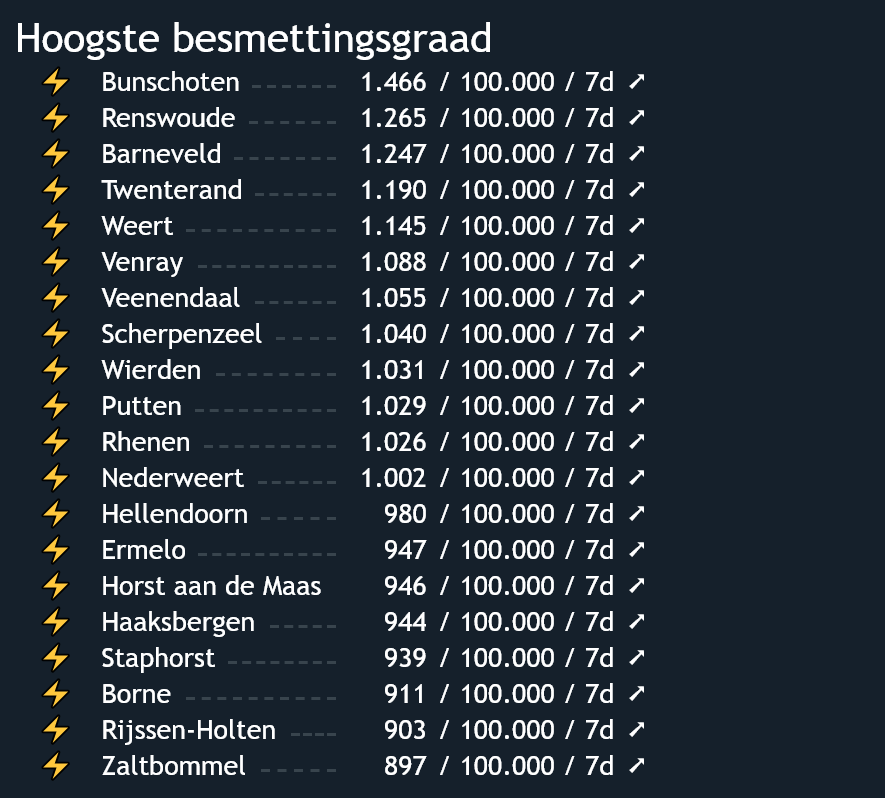 Hoogste besmettingsgraad
⚡ Bunschoten ------ 1.466 / 100.000 / 7d ➚
⚡ Renswoude ------ 1.265 / 100.000 / 7d ➚
⚡ Barneveld ------- 1.247 / 100.000 / 7d ➚
⚡ Twenterand ------ 1.190 / 100.000 / 7d ➚
⚡ Weert ---------- 1.145 / 100.000 / 7d ➚
⚡ Venray ---------- 1.088 / 100.000 / 7d ➚
⚡ Veenendaal ------ 1.055 / 100.000 / 7d ➚
⚡ Scherpenzeel ---- 1.040 / 100.000 / 7d ➚
⚡ Wierden -------- 1.031 / 100.000 / 7d ➚
⚡ Putten ---------- 1.029 / 100.000 / 7d ➚
⚡ Rhenen --------- 1.026 / 100.000 / 7d ➚
⚡ Nederweert ------ 1.002 / 100.000 / 7d ➚
⚡ Hellendoorn ----- 980 / 100.000 / 7d ➚
⚡ Ermelo ---------- 947 / 100.000 / 7d ➚
⚡ Horst aan de Maas 946 / 100.000 / 7d ➚
⚡ Haaksbergen ----- 944 / 100.000 / 7d ➚
⚡ Staphorst -------- 939 / 100.000 / 7d ➚
⚡ Borne ---------- 911 / 100.000 / 7d ➚
⚡ Rijssen-Holten ---- 903 / 100.000 / 7d ➚
⚡ Zaltbommel ----- 897 / 100.000 / 7d ➚